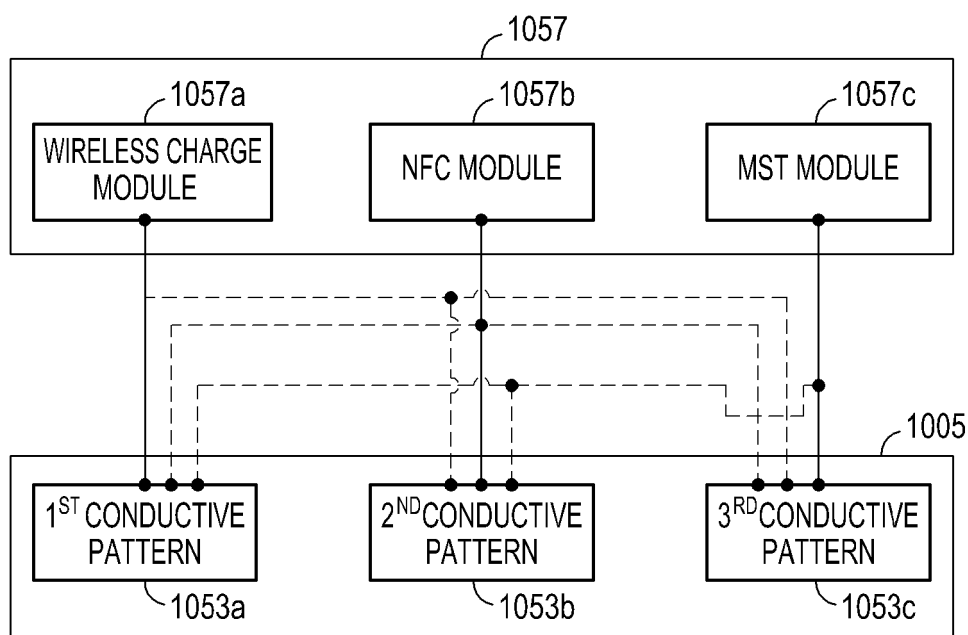 1057
1057a
1057b
1057c
WIRELESS CHARGE
MODULE
NFC MODULE
MST MODULE
1005
1ST CONDUCTIVE
PATTERN
2ND CONDUCTIVE
PATTERN
3RD CONDUCTIVE
PATTERN
1053a
1053b
1053c